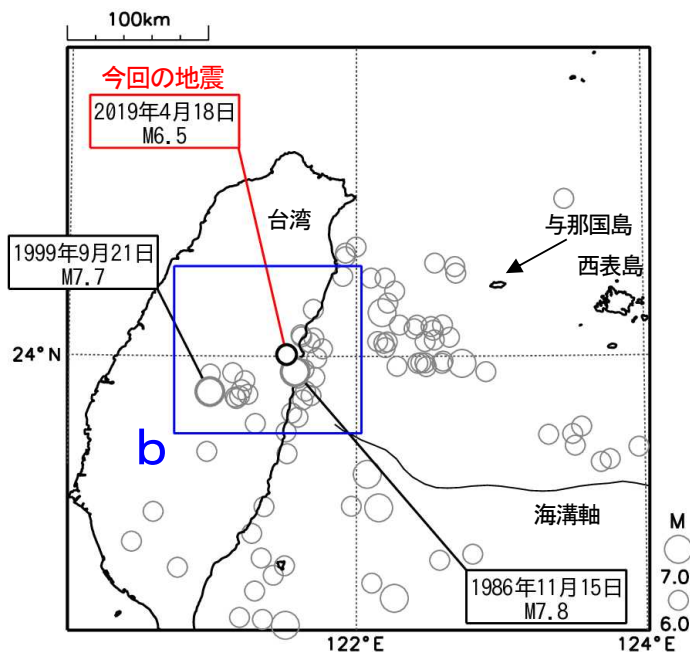 100km
今回の地震
2019年4月18日
M6.5
台湾
与那国島
1999年9月21日
M7.7
西表島
24°N
b
海溝軸
M
7.0
6.0
1986年11月15日
M7.8
122°E
124°E